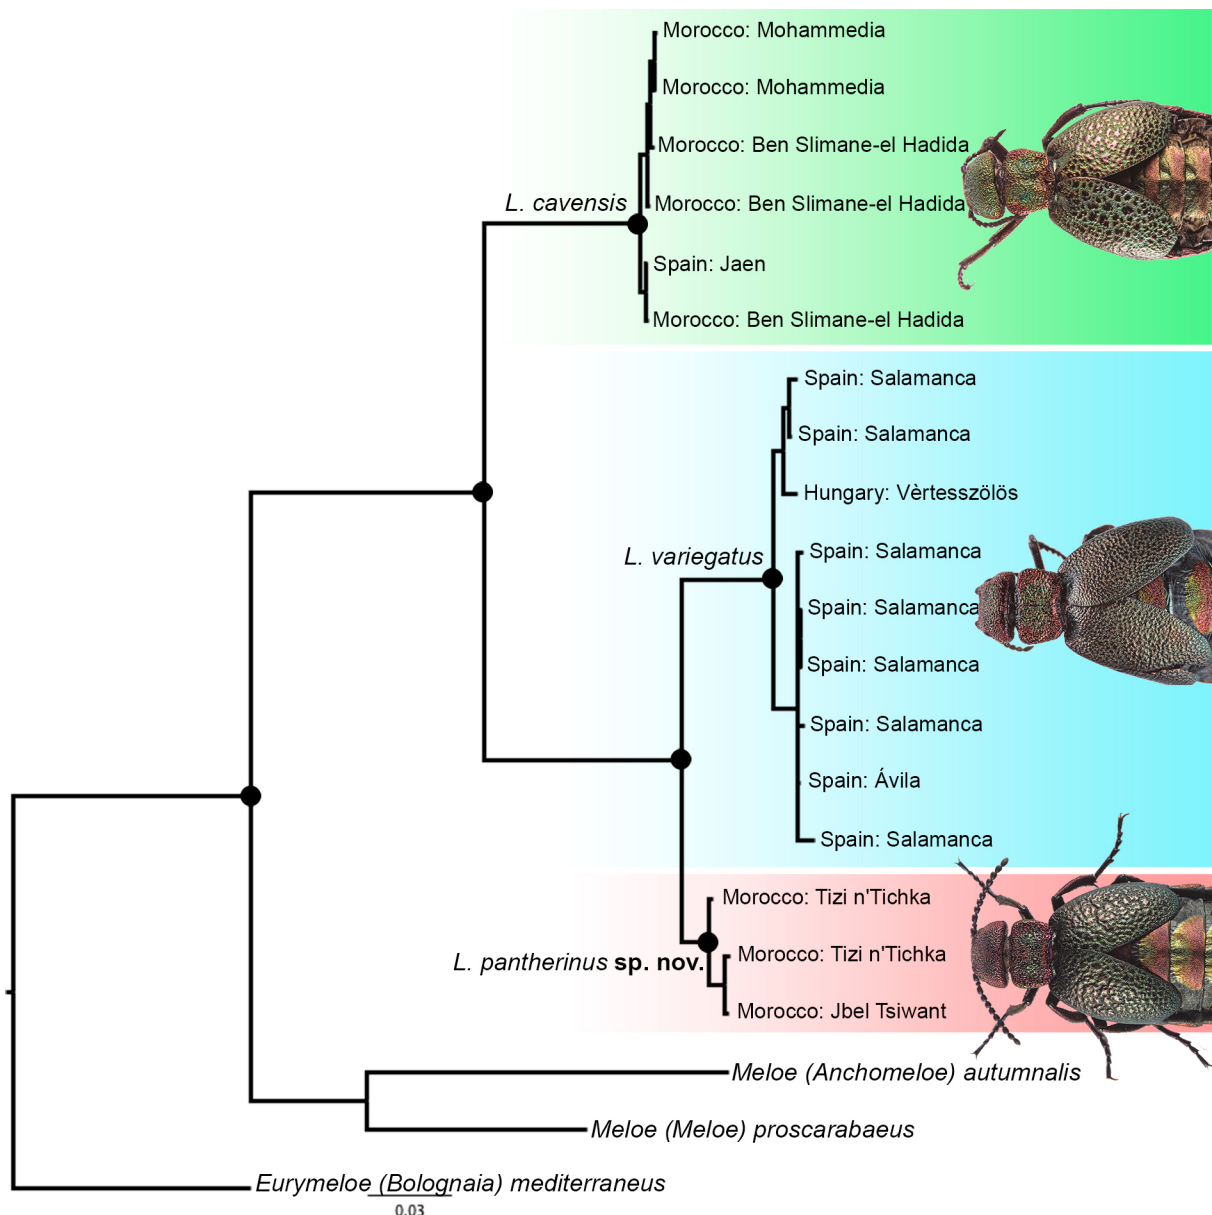 Morocco: Mohammedia
Morocco: Mohammedia
Morocco: Ben Slimane-el Hadida
L. cavensis
Morocco: Ben Slimane-el Hadida
Spain: Jaen
Morocco: Ben Slimane-el Hadida
Spain: Salamanca
Spain: Salamanca
Hungary: Vèrtesszölös
L. variegatus
Spain: Salamanca
Spain: Salamanca
Spain: Salamanca
Spain: Salamanca
Spain: Ávila
Spain: Salamanca
Morocco: Tizi n'Tichka
L. pantherinus sp. nov.
Morocco: Tizi n'Tichka
Morocco: Jbel Tsiwant
Meloe (Anchomeloe) autumnalis
Meloe (Meloe) proscarabaeus
Eurymeloe (Bolognaia) mediterraneus
0.03